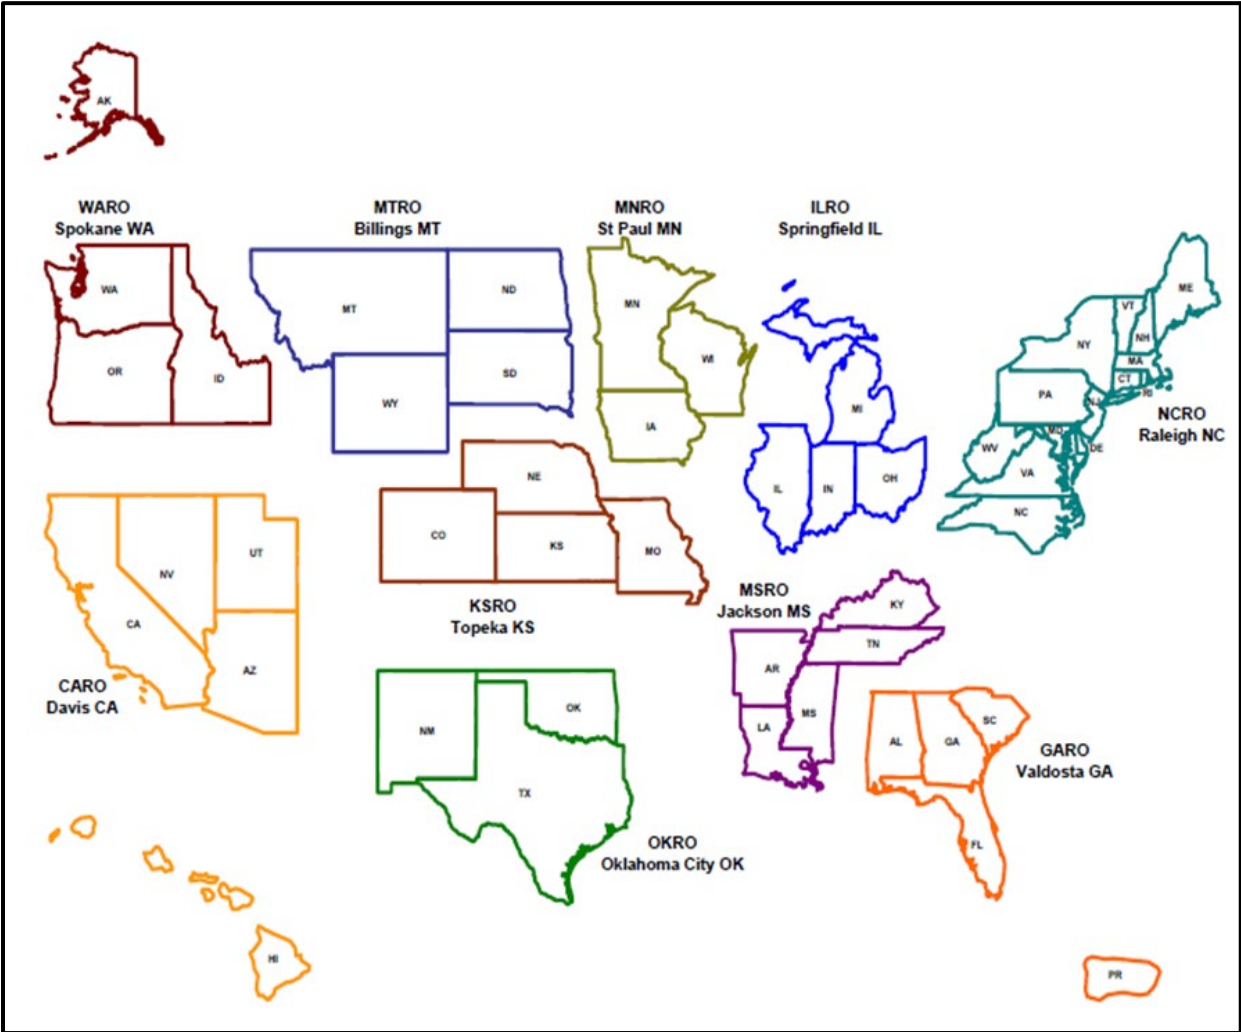 AK
WARO
Spokane WA
WA
OR
ID
MTRO
Billings MT
MT
ND
SD
WY
MNRO
St Paul MN
MN
WI
IA
ILRO
Springfield IL
MI
IL
IN
OH
ME
VT
NH
NY
MA
CT
RI
PA
NJ
MD
DE
WV
VA
NC
NCRO
Raleigh NC
NE
CO
KS
MO
KSRO
Topeka KS
UT
NV
CA
AZ
CARO
Davis CA
HI
MSRO
Jackson MS
KY
TN
AR
MS
LA
NM
OK
TX
OKRO
Oklahoma City OK
SC
AL
GA
FL
GARO
Valdosta GA
PR